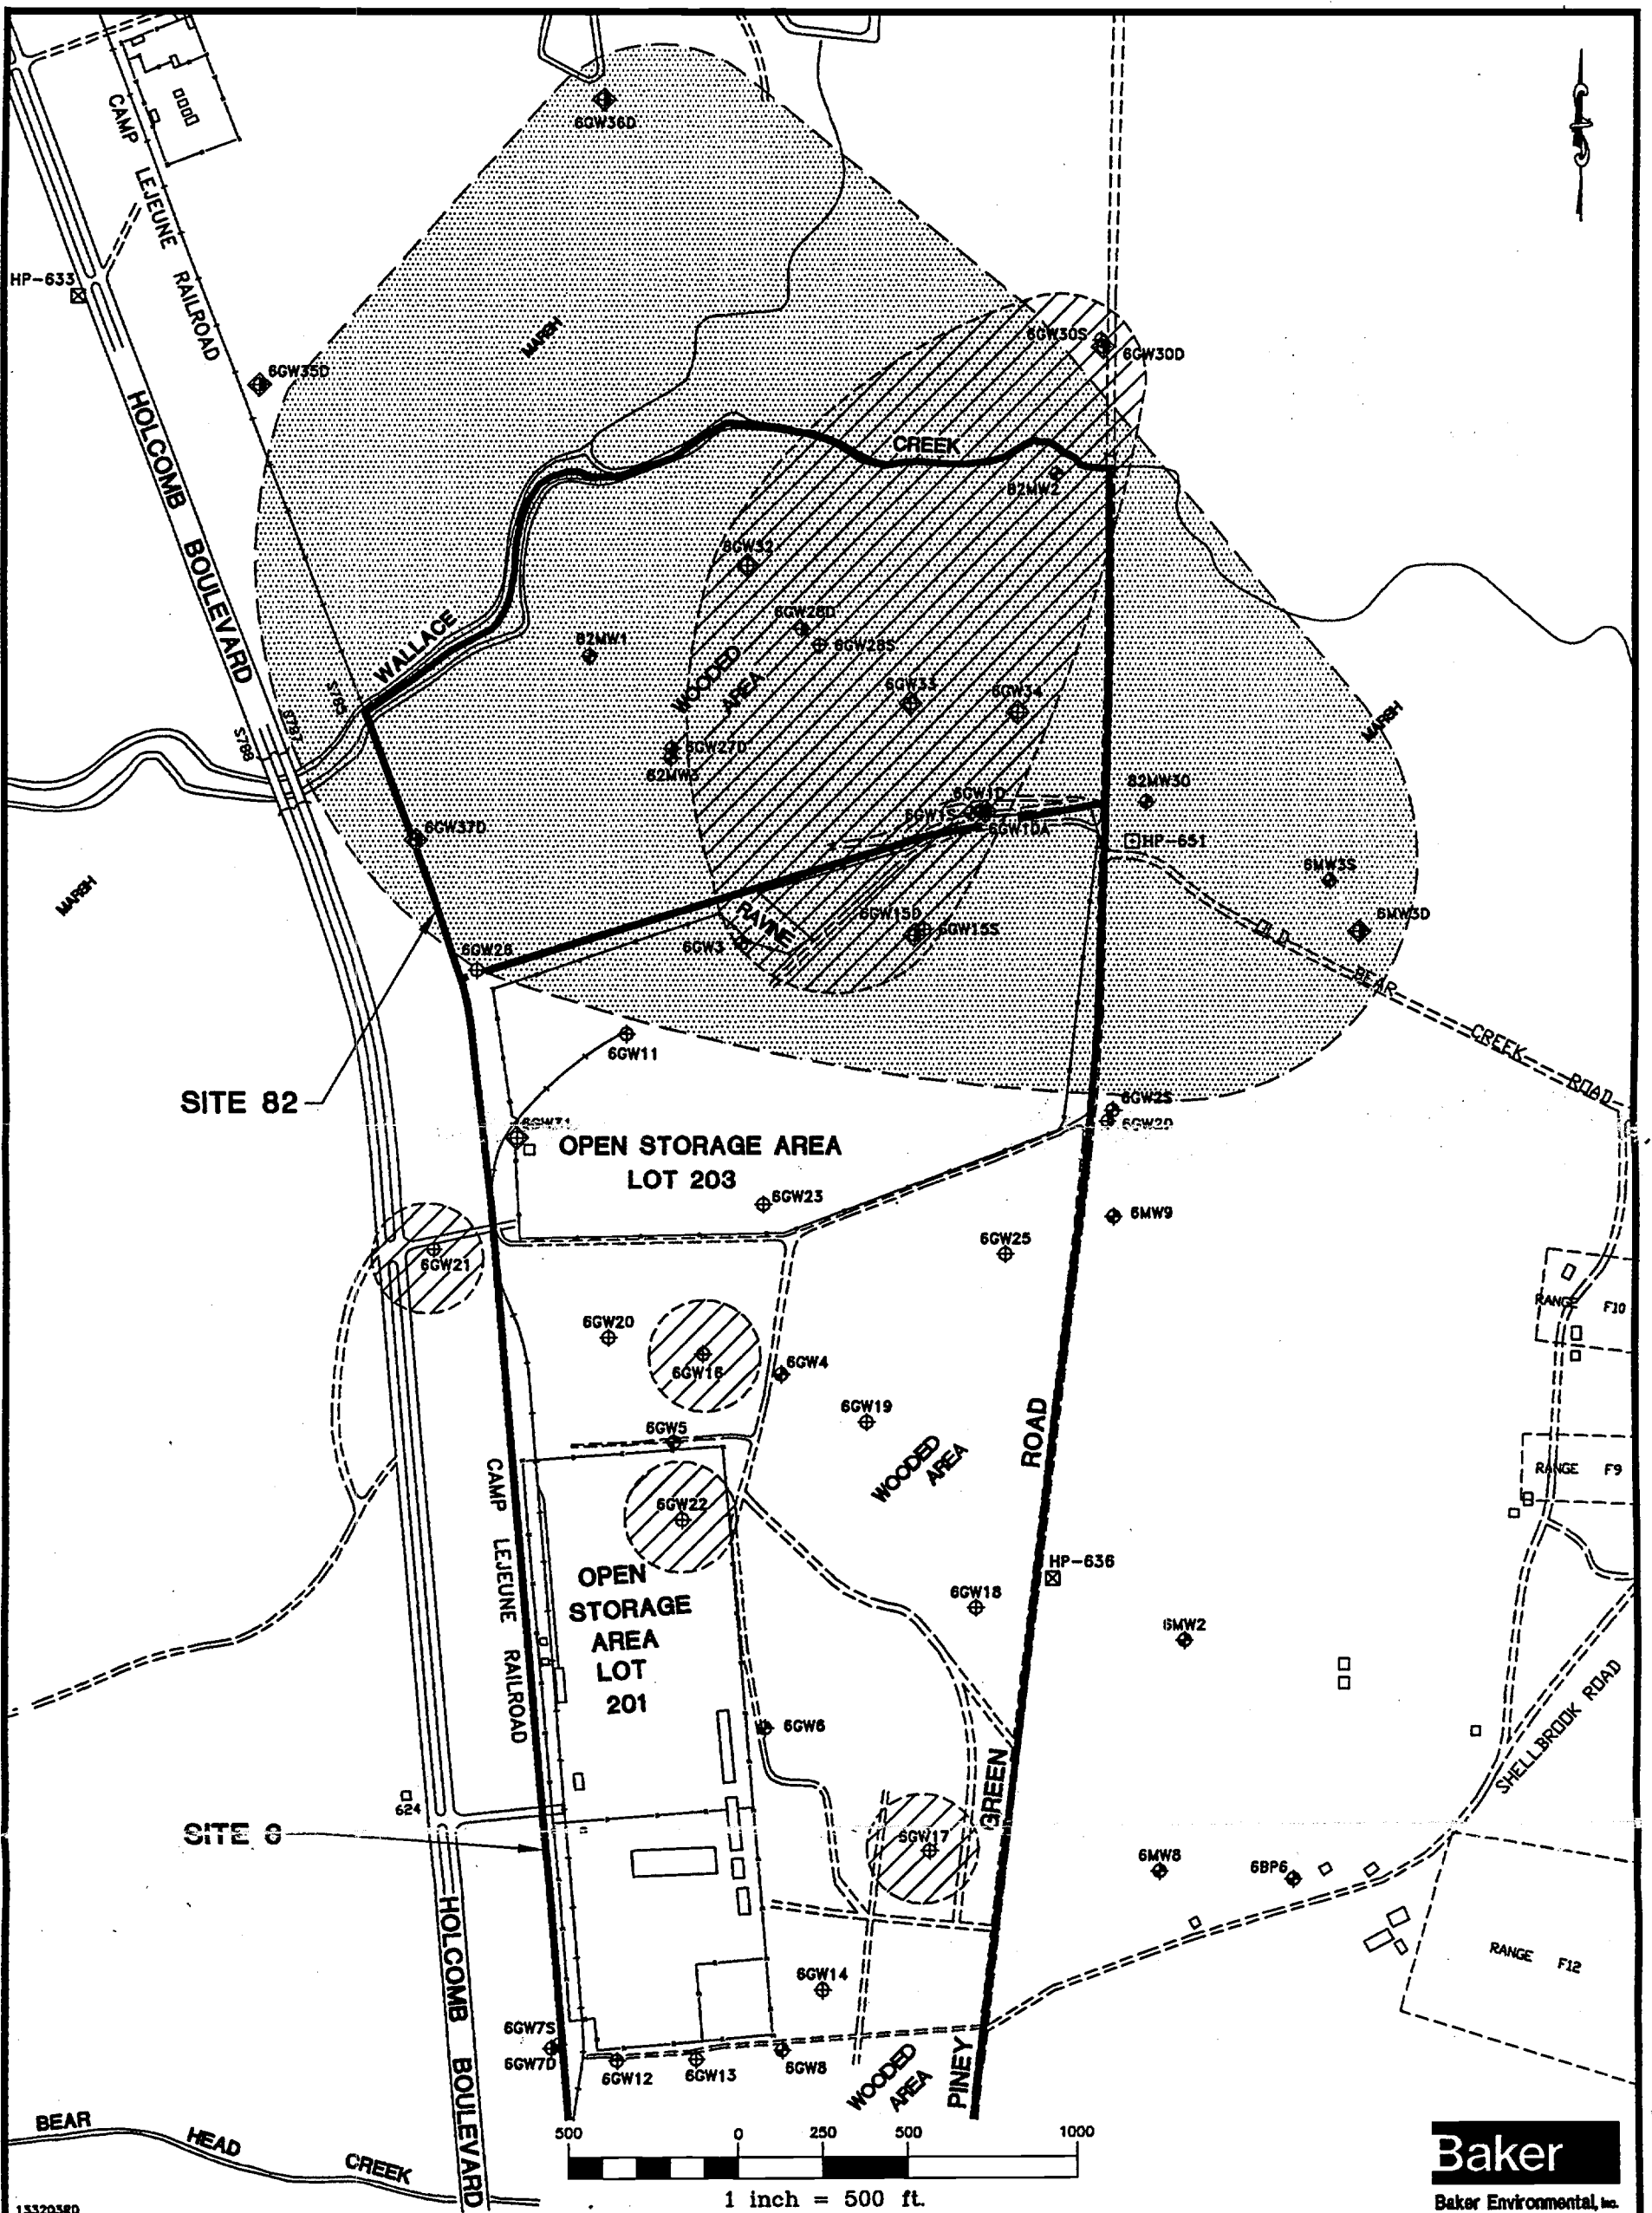 6GW36D
CAMP LEJEUNE RAILROAD
HP-633
MARSH
6GW30S
6GW30D
6GW35D
HOLCOMB BOULEVARD
CREEK
82MW2
6GW32
6GW28D
6GW28S
82MW1
WALLACE
WOODED
AREA
6GW33
6GW34
S765
S787
S788
MARSH
6GW27D
82MW3
82MW30
6GW1D
6GW1S
6GW1DA
HP-651
6GW37D
6MW3S
MARSH
RAVINE
6GW15D
6GW15S
6MW3D
6GW3
OLD BEAR CREEK ROAD
6GW26
6GW11
SITE 82
6GW2S
6GW2D
6GW31
OPEN STORAGE AREA
LOT 203
6GW23
6MW9
6GW25
6GW21
RANGE F10
6GW20
6GW16
6GW4
6GW19
6GW5
WOODED
AREA
ROAD
RANGE F9
CAMP LEJEUNE RAILROAD
6GW22
OPEN
STORAGE
AREA
LOT
201
HP-636
6GW18
6MW2
6GW6
SHELLBROOK ROAD
GREEN
624
SITE 6
6GW17
6MW8
6BP6
HOLCOMB BOULEVARD
RANGE F12
6GW14
6GW7S
6GW7D
6GW12
6GW13
6GW8
WOODED
AREA
PINEY
BEAR HEAD CREEK
500 0 250 500 1000
1 inch = 500 ft.
Baker
Baker Environmental, Inc.